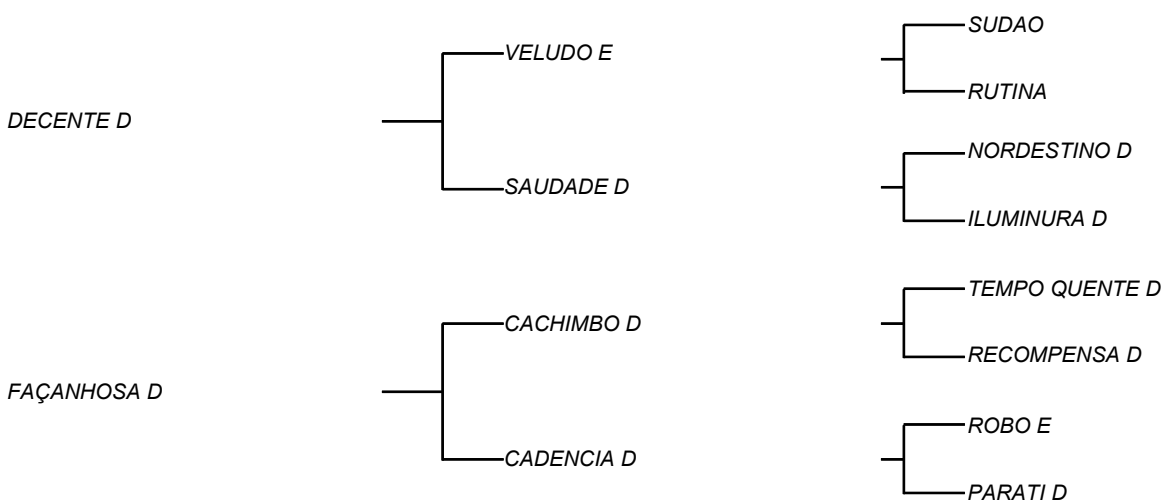 SUDAO
VELUDO E
RUTINA
DECENTE D
NORDESTINO D
SAUDADE D
ILUMINURA D
TEMPO QUENTE D
CACHIMBO D
RECOMPENSA D
FAÇANHOSA D
ROBO E
CADENCIA D
PARATI D